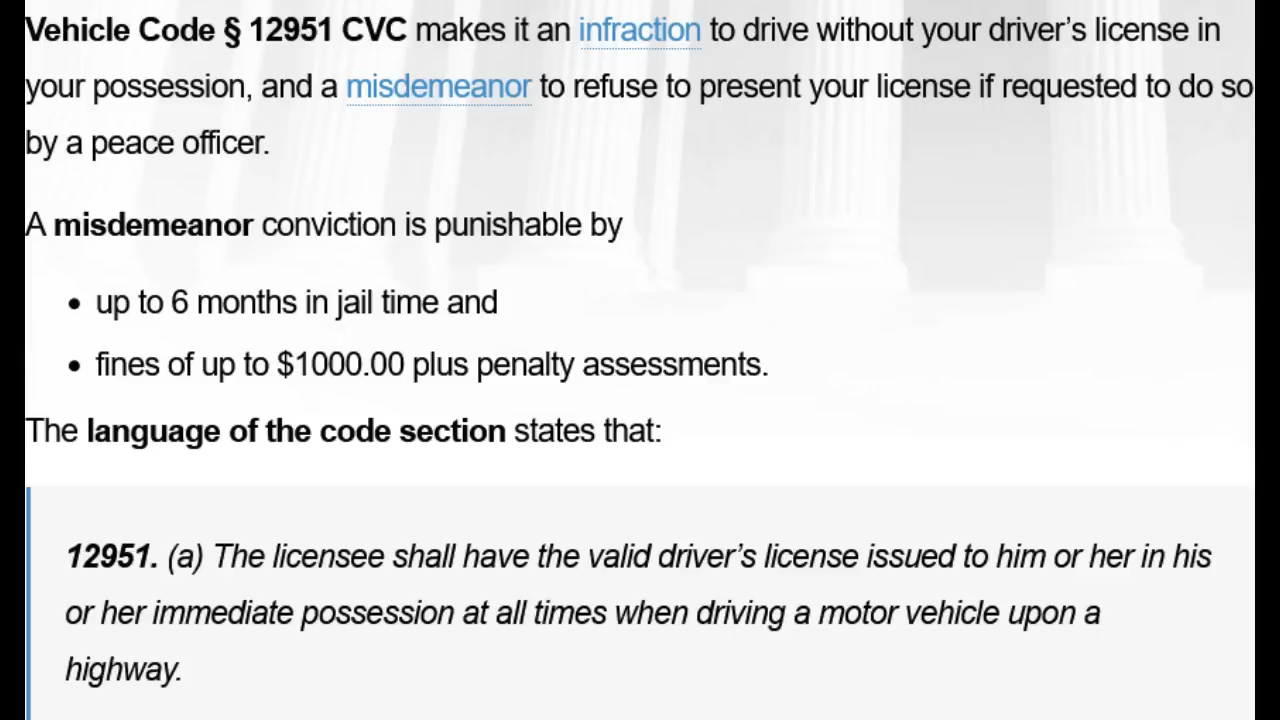 Vehicle Code § 12951 CVC makes it an infraction to drive without your driver’s license in
your possession, and a misdemeanor to refuse to present your license if requested to do so
by a peace officer.
A misdemeanor conviction is punishable by
• up to 6 months in jail time and
• fines of up to $1000.00 plus penalty assessments.
The language of the code section states that:
12951. (a) The licensee shall have the valid driver’s license issued to him or her in his
or her immediate possession at all times when driving a motor vehicle upon a
highway.